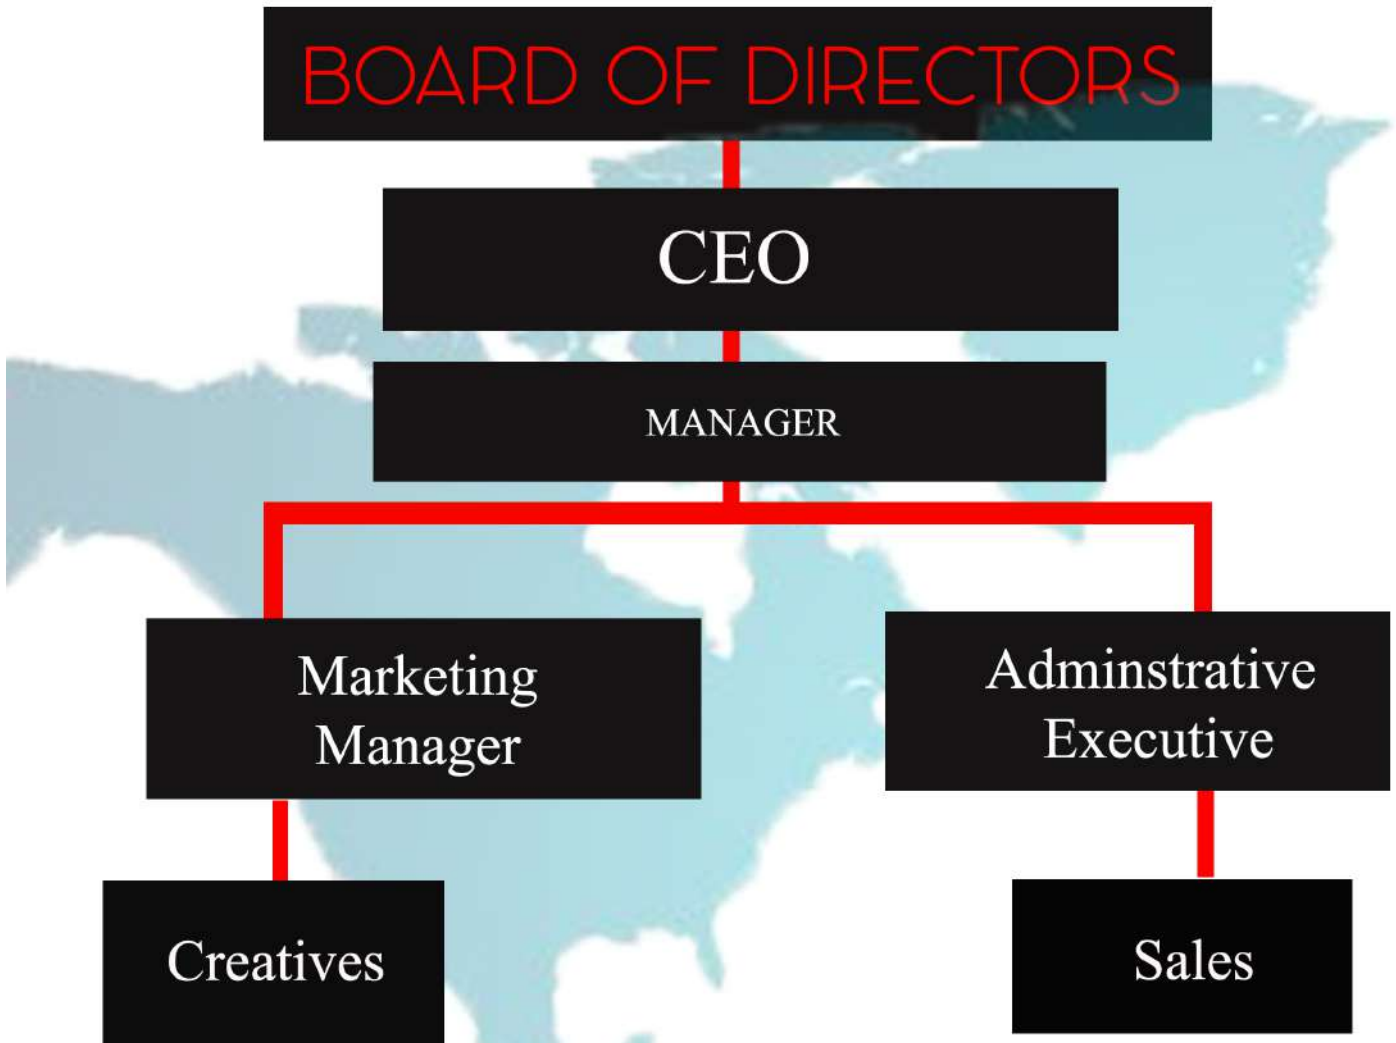 BOARD OF DIRECTORS
CEO
MANAGER
Marketing
Manager
Adminstrative
Executive
Creatives
Sales